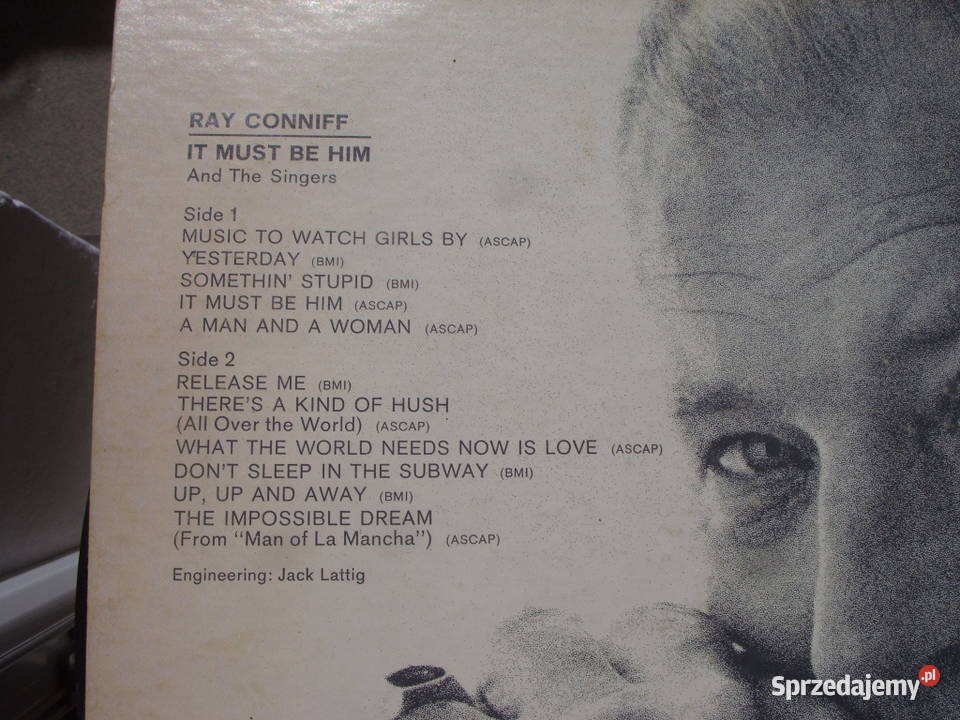 RAY CONNIFF
IT MUST BE HIM
And The Singers
Side 1
MUSIC TO WATCH GIRLS BY (ASCAP)
YESTERDAY (BMI)
SOMETHIN' STUPID (BMI)
IT MUST BE HIM (ASCAP)
A MAN AND A WOMAN (ASCAP)
Side 2
RELEASE ME (BMI)
THERE'S A KIND OF HUSH
(All Over the World) (ASCAP)
WHAT THE WORLD NEEDS NOW IS LOVE (ASCAP)
DON'T SLEEP IN THE SUBWAY (BMI)
UP, UP AND AWAY (BMI)
THE IMPOSSIBLE DREAM
(From "Man of La Mancha") (ASCAP)
Engineering: Jack Lattig
Sprzedajemy.pl